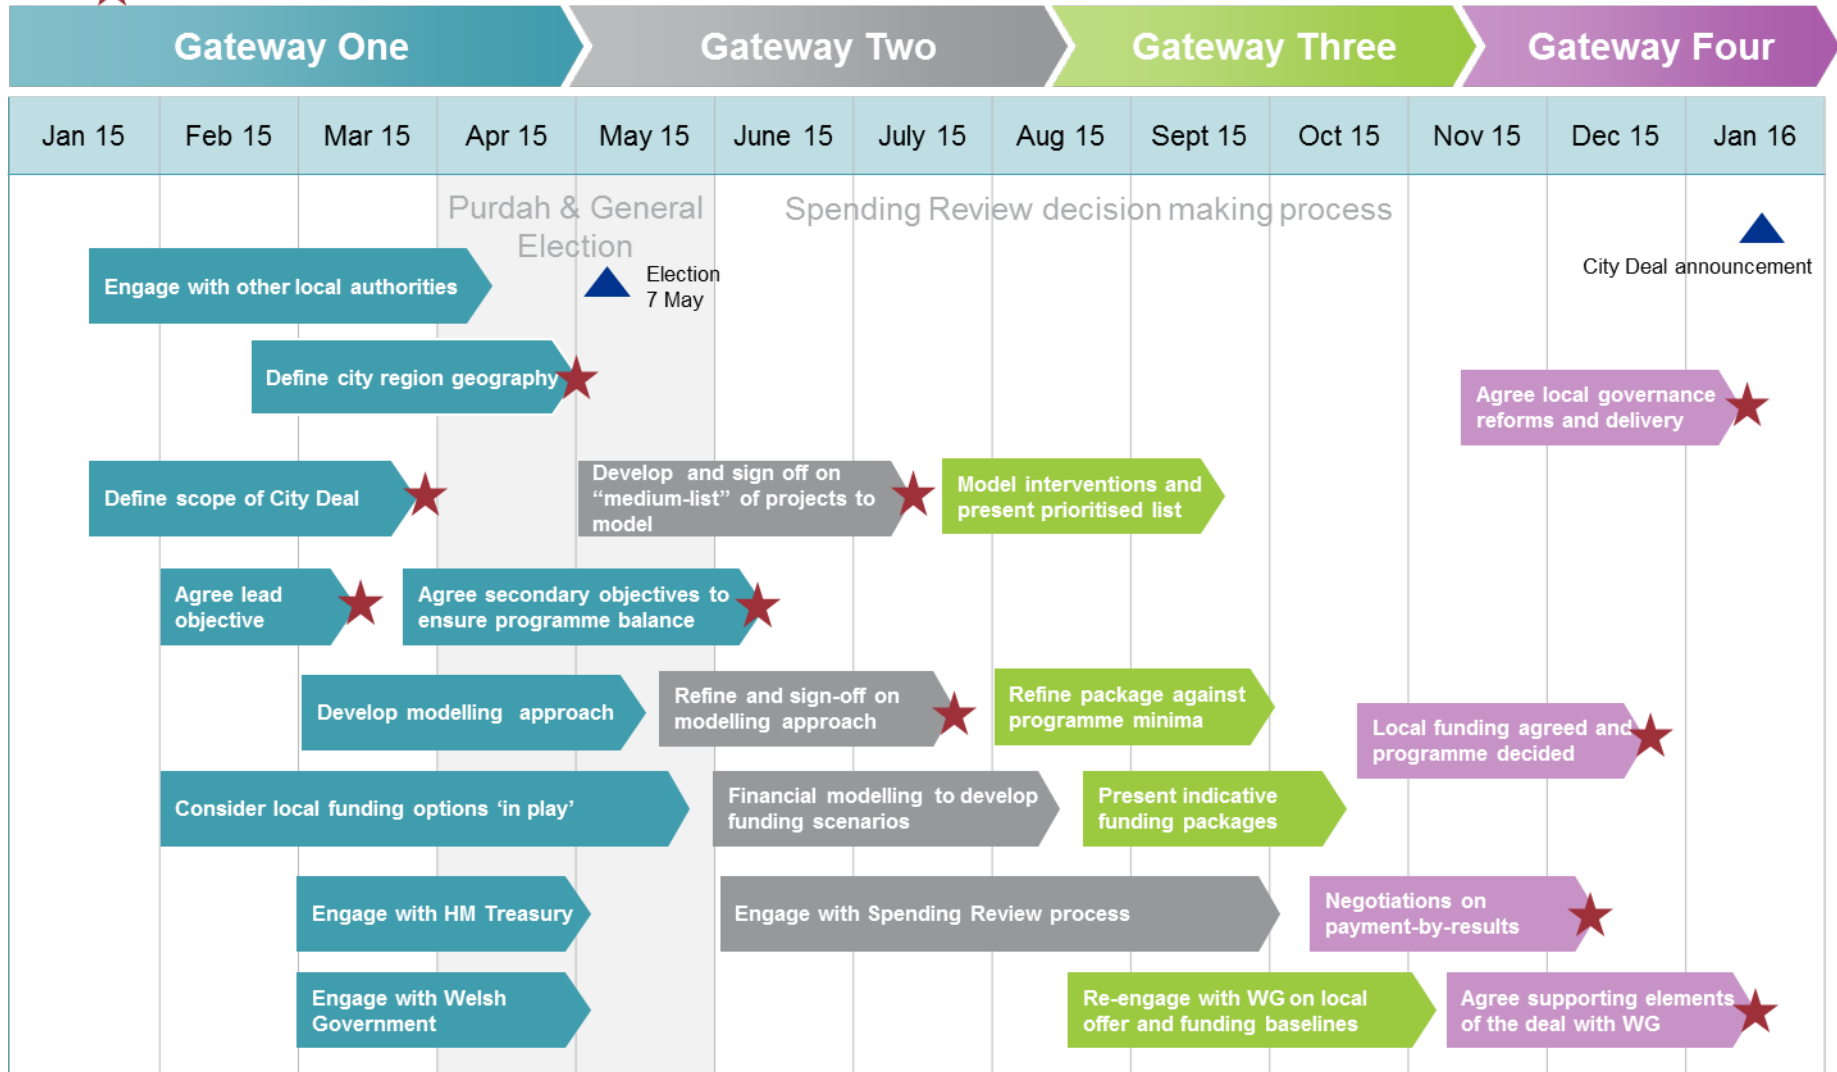 Gateway One
Gateway Two
Gateway Three
Gateway Four
Jan 15
Feb 15
Mar 15
Apr 15
May 15
June 15
July 15
Aug 15
Sept 15
Oct 15
Nov 15
Dec 15
Jan 16
Purdah & General
Election
Spending Review decision making process
Election
7 May
City Deal announcement
Engage with other local authorities
Define city region geography
Agree local governance
reforms and delivery
Define scope of City Deal
Develop and sign off on
“medium-list” of projects to
model
Model interventions and
present prioritised list
Agree lead
objective
Agree secondary objectives to
ensure programme balance
Develop modelling approach
Refine and sign-off on
modelling approach
Refine package against
programme minima
Local funding agreed and
programme decided
Consider local funding options ‘in play’
Financial modelling to develop
funding scenarios
Present indicative
funding packages
Engage with HM Treasury
Engage with Spending Review process
Negotiations on
payment-by-results
Engage with Welsh
Government
Re-engage with WG on local
offer and funding baselines
Agree supporting elements
of the deal with WG